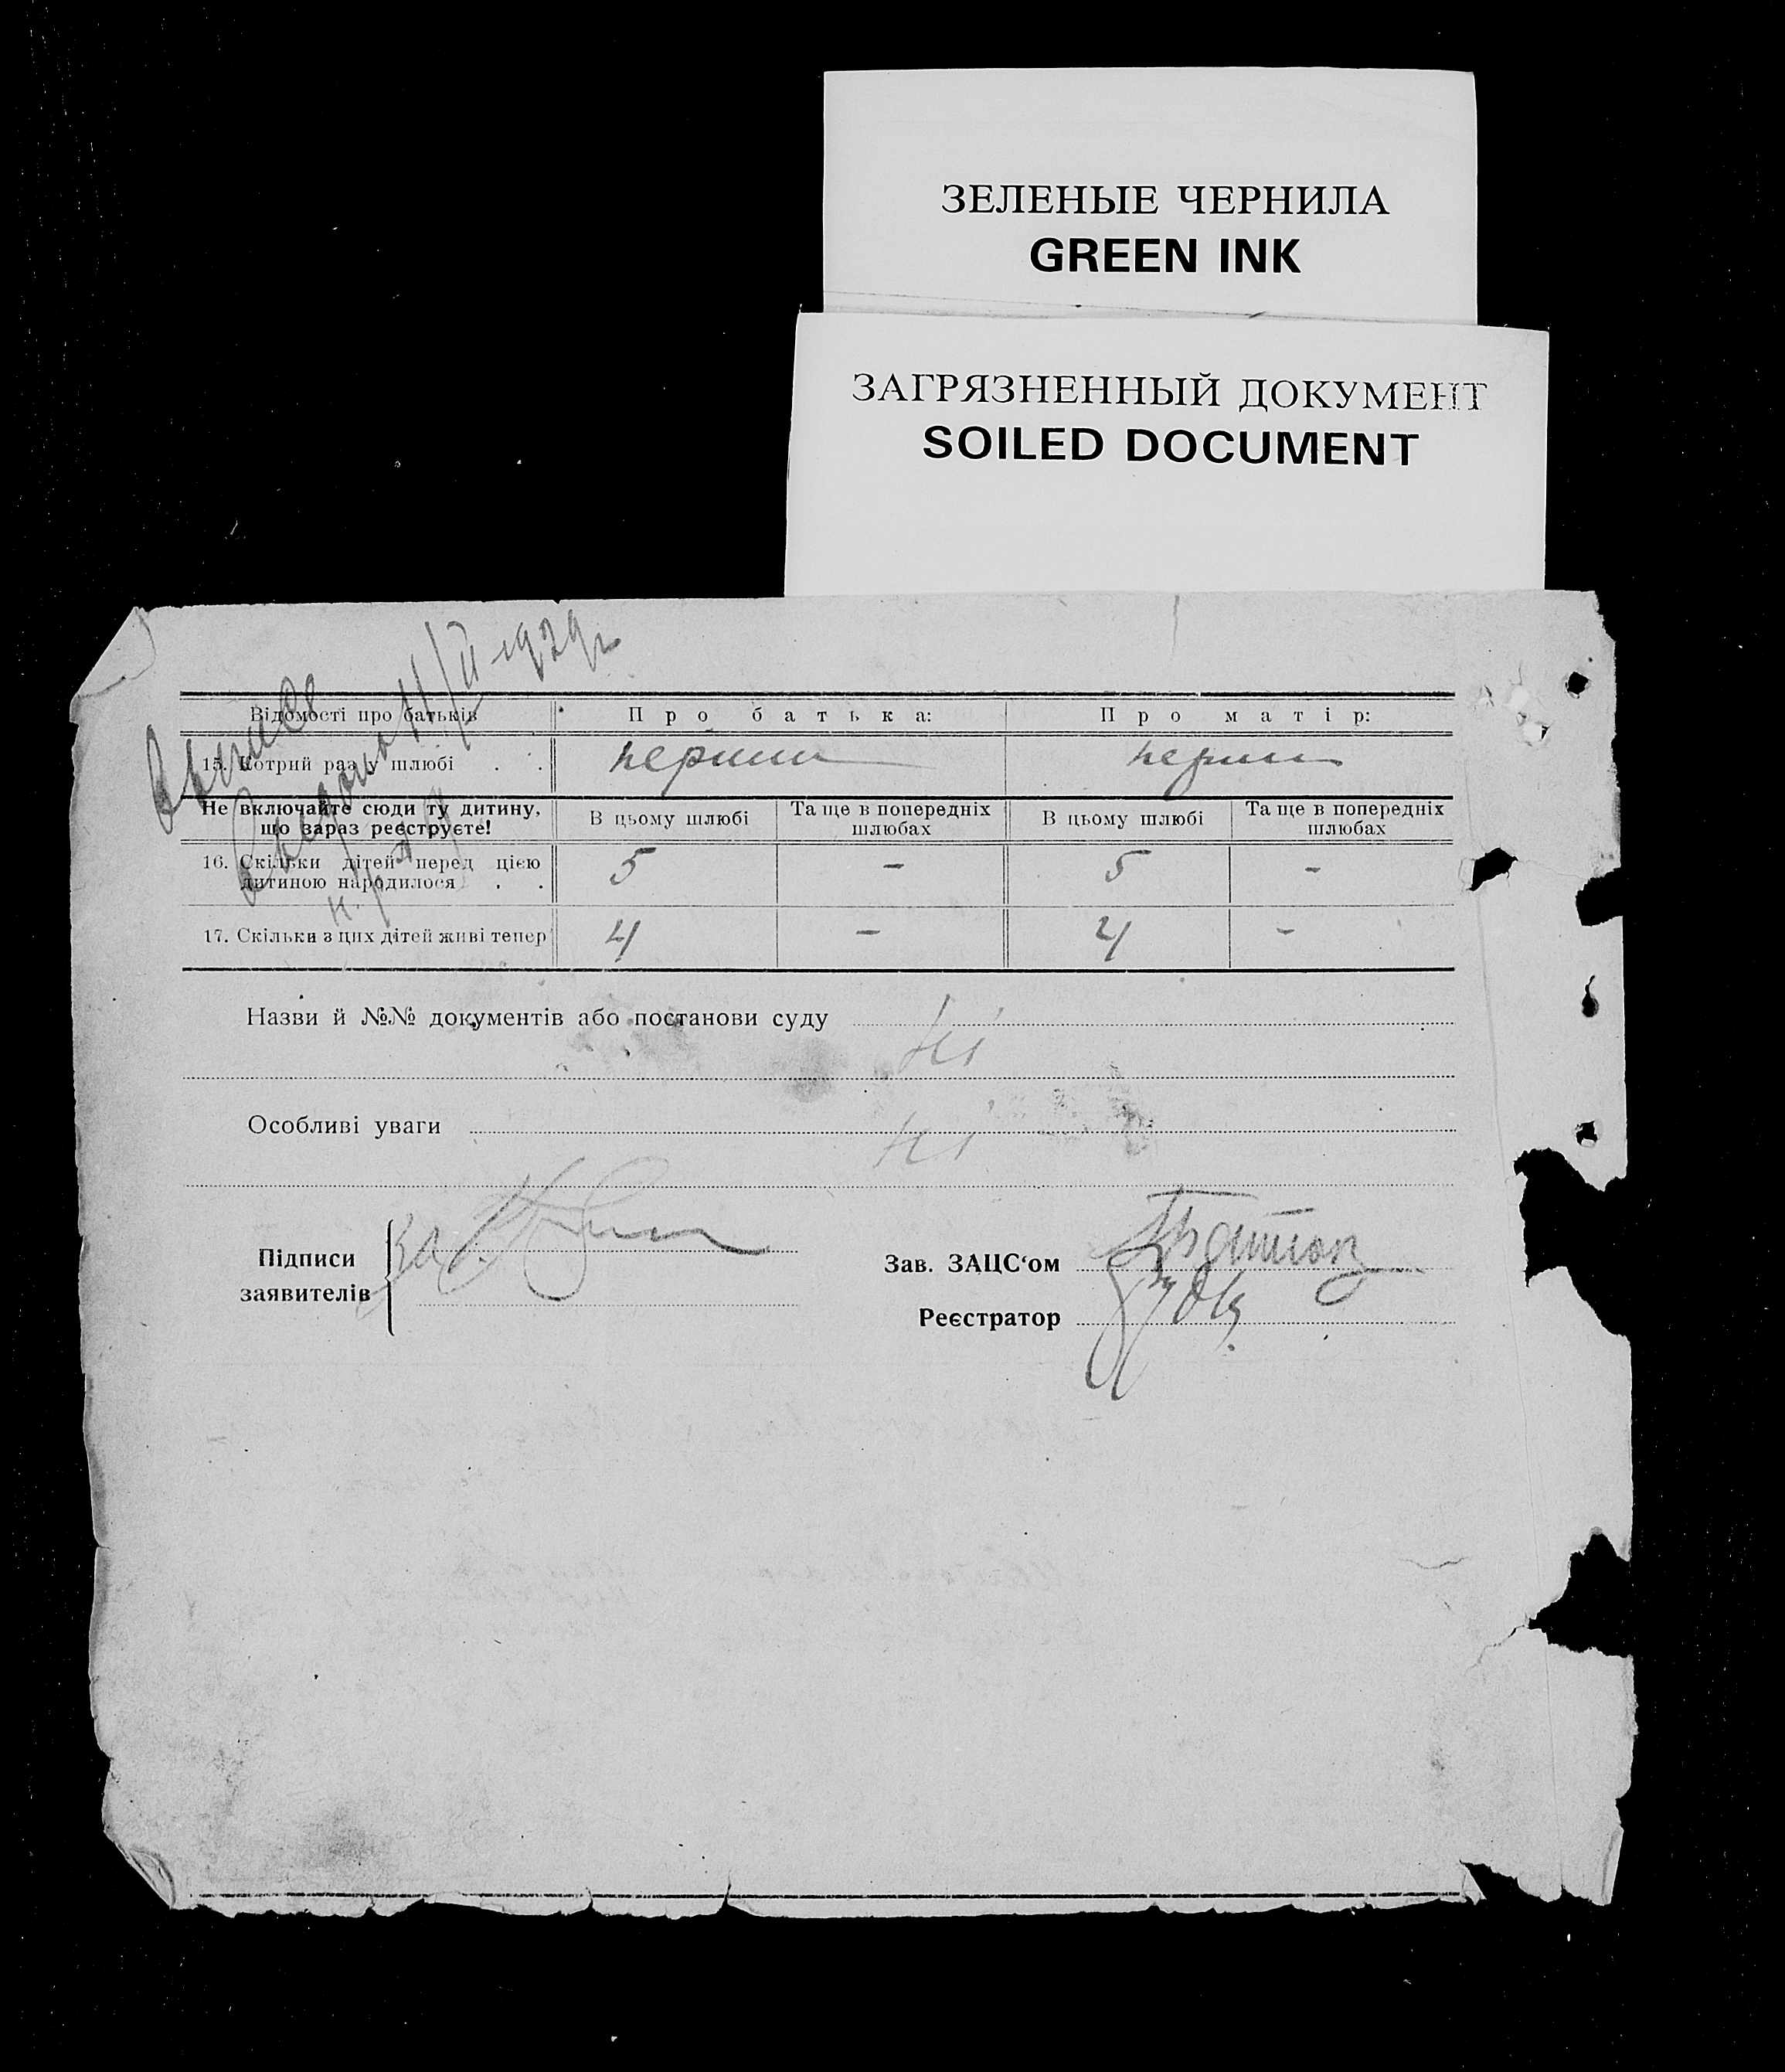 ЗЕЛЕНЫЕ ЧЕРНИЛА
GREEN INK
ЗАГРЯЗНЕННЫЙ ДОКУМЕНТ
SOILED DOCUMENT
11/II-1929р
Відомості про батьків Про батька: Про матір:
15. Котрий раз у шлюбі . . перший перший
Не включайте сюди ту дитину, що зараз реєструєте! В цьому шлюбі Та ще в попередніх шлюбах В цьому шлюбі Та ще в попередніх шлюбах
16. Скільки дітей перед цією дитиною народилося . . 5 – 5 –
17. Скільки з цих дітей живі тепер 4 – 4 –
Назви й №№ документів або постанови суду Ні
Особливі уваги Ні
Підписи заявителів
Зав. ЗАЦС‘ом
Реєстратор